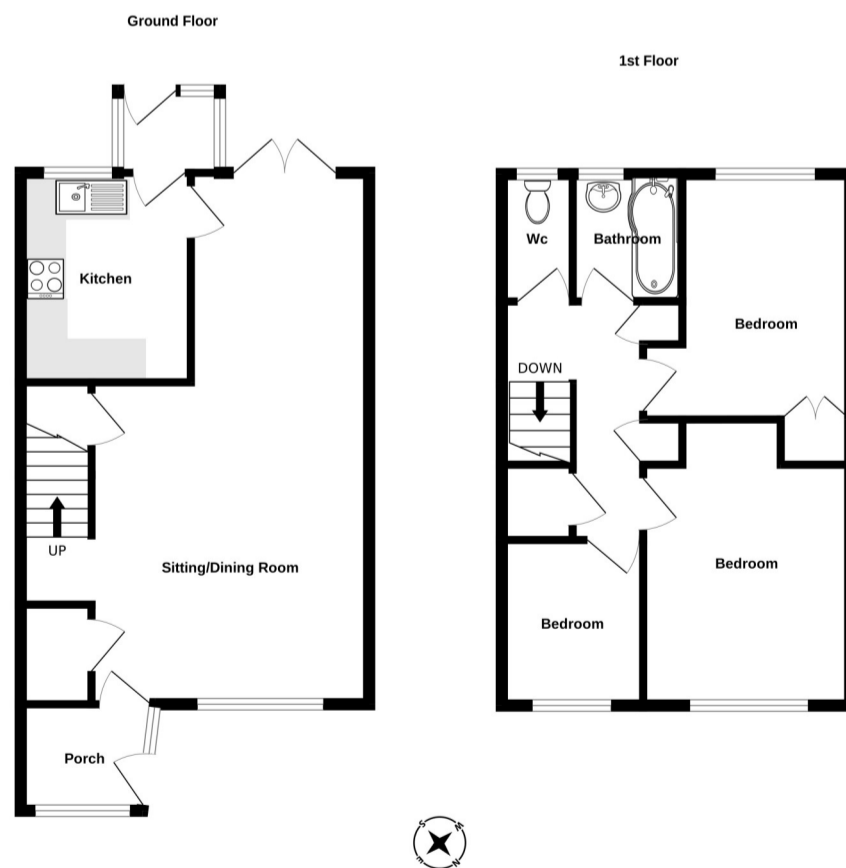 Ground Floor
1st Floor
Kitchen
UP
Sitting/Dining Room
Porch
Wc
Bathroom
Bedroom
DOWN
Bedroom
Bedroom
S
W
E
N